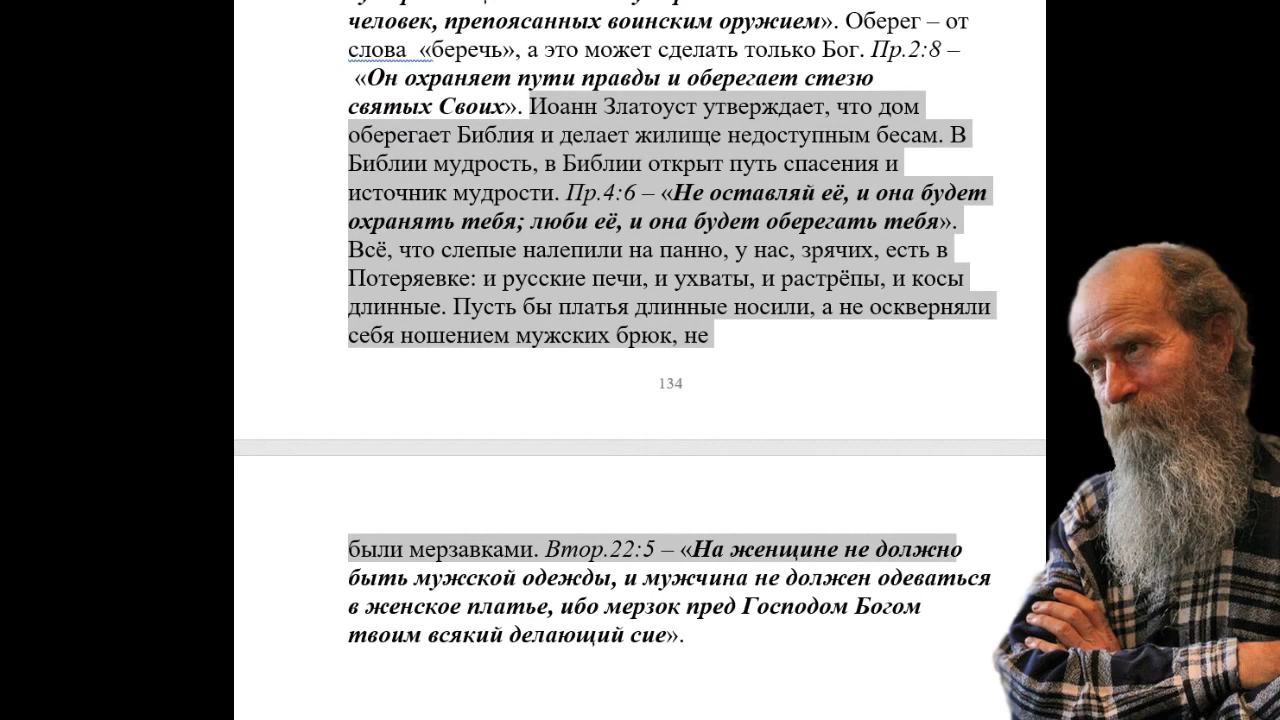 человек, препоясанных воинским оружием». Оберег – от
слова «беречь», а это может сделать только Бог. Пр.2:8 –
«Он охраняет пути правды и оберегает стезю
святых Своих». Иоанн Златоуст утверждает, что дом
оберегает Библия и делает жилище недоступным бесам. В
Библии мудрость, в Библии открыт путь спасения и
источник мудрости. Пр.4:6 – «Не оставляй её, и она будет
охранять тебя; люби её, и она будет оберегать тебя».
Всё, что слепые налепили на панно, у нас, зрячих, есть в
Потеряевке: и русские печи, и ухваты, и растрёпы, и косы
длинные. Пусть бы платья длинные носили, а не оскверняли
себя ношением мужских брюк, не
134
были мерзавками. Втор.22:5 – «На женщине не должно
быть мужской одежды, и мужчина не должен одеваться
в женское платье, ибо мерзок пред Господом Богом
твоим всякий делающий сие».